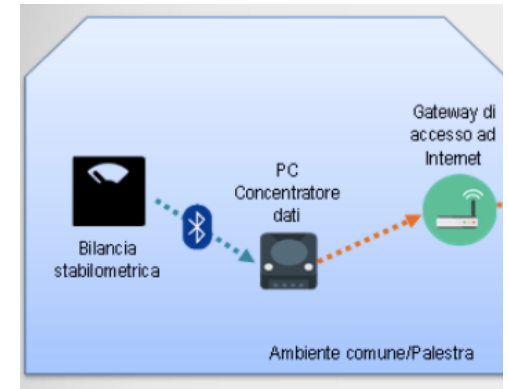 Gateway di
accesso ad
Internet
PC
Concentratore
dati
Bilancia
stabilometrica
Ambiente comune/Palestra